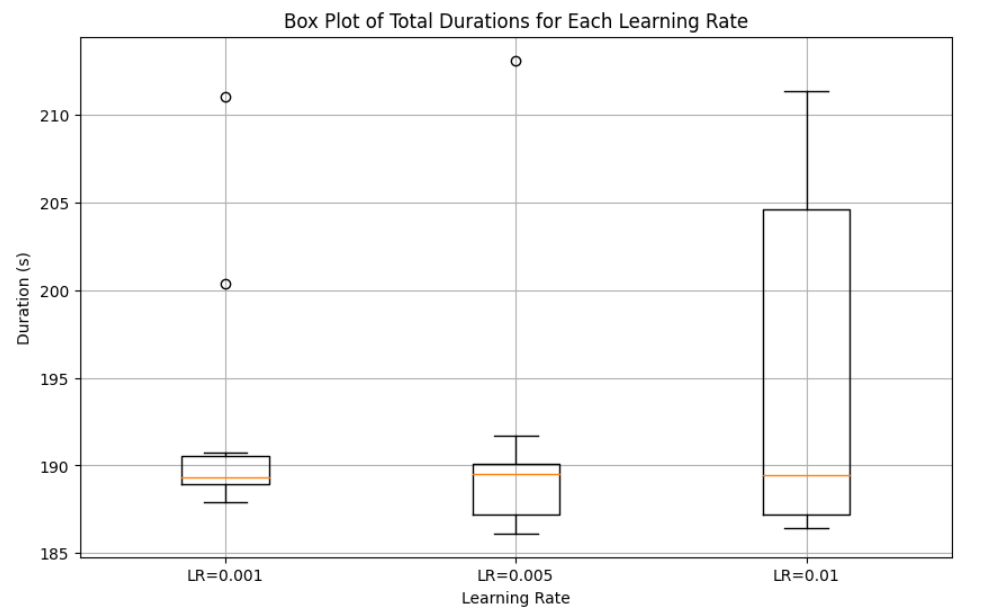 Box Plot of Total Durations for Each Learning Rate
210
205
200
195
190
185
Duration (s)
LR=0.001
LR=0.005
LR=0.01
Learning Rate